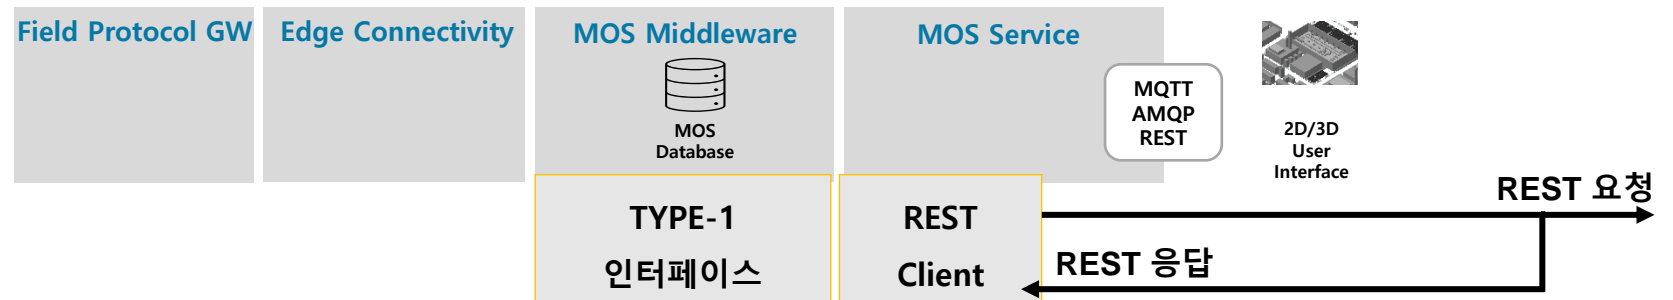 Field Protocol GW
Edge Connectivity
MOS Middleware
MOS Service
MOS
Database
MQTT
AMQP
REST
2D/3D
User
Interface
TYPE-1
인터페이스
REST
Client
REST 요청
REST 응답